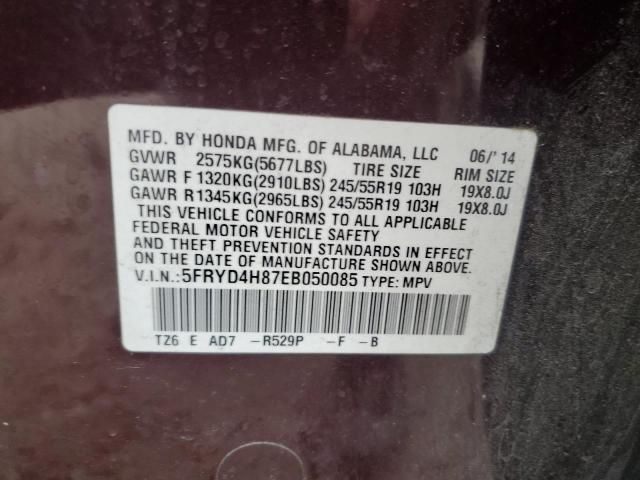 MFD. BY HONDA MFG. OF ALABAMA, LLC 06/'14
GVWR 2575KG(5677LBS) TIRE SIZE RIM SIZE
GAWR F 1320KG(2910LBS) 245/55R19 103H 19X8.0J
GAWR R1345KG(2965LBS) 245/55R19 103H 19X8.0J
THIS VEHICLE CONFORMS TO ALL APPLICABLE
FEDERAL MOTOR VEHICLE SAFETY
AND THEFT PREVENTION STANDARDS IN EFFECT
ON THE DATE OF MANUFACTURE SHOWN ABOVE.
V.I.N.:5FRYD4H87EB050085 TYPE: MPV
TZ6 E AD7 -R529P -F -B